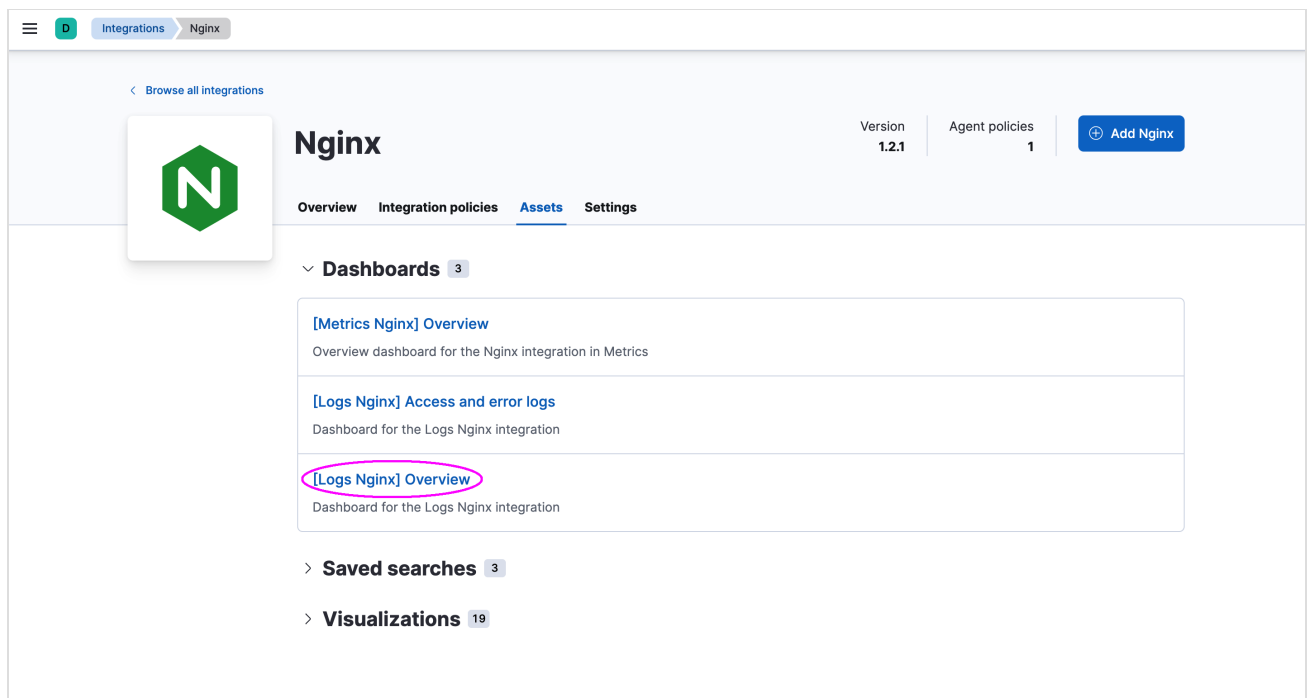 D Integrations Nginx
Browse all integrations
N
Nginx
Version
1.2.1
Agent policies
1
Add Nginx
Overview Integration policies Assets Settings
Dashboards 3
[Metrics Nginx] Overview
Overview dashboard for the Nginx integration in Metrics
[Logs Nginx] Access and error logs
Dashboard for the Logs Nginx integration
[Logs Nginx] Overview
Dashboard for the Logs Nginx integration
Saved searches 3
Visualizations 19